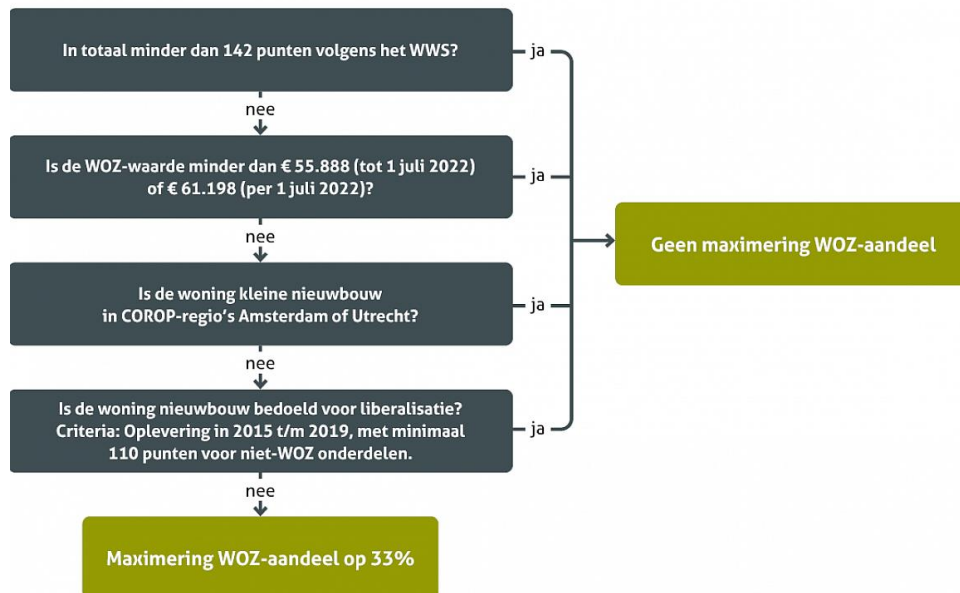 In totaal minder dan 142 punten volgens het WWS?
ja
nee
Is de WOZ-waarde minder dan € 55.888 (tot 1 juli 2022)
of € 61.198 (per 1 juli 2022)?
ja
nee
Geen maximering WOZ-aandeel
Is de woning kleine nieuwbouw
in COROP-regio's Amsterdam of Utrecht?
ja
nee
Is de woning nieuwbouw bedoeld voor liberalisatie?
Criteria: Oplevering in 2015 t/m 2019, met minimaal
110 punten voor niet-WOZ onderdelen.
ja
nee
Maximering WOZ-aandeel op 33%